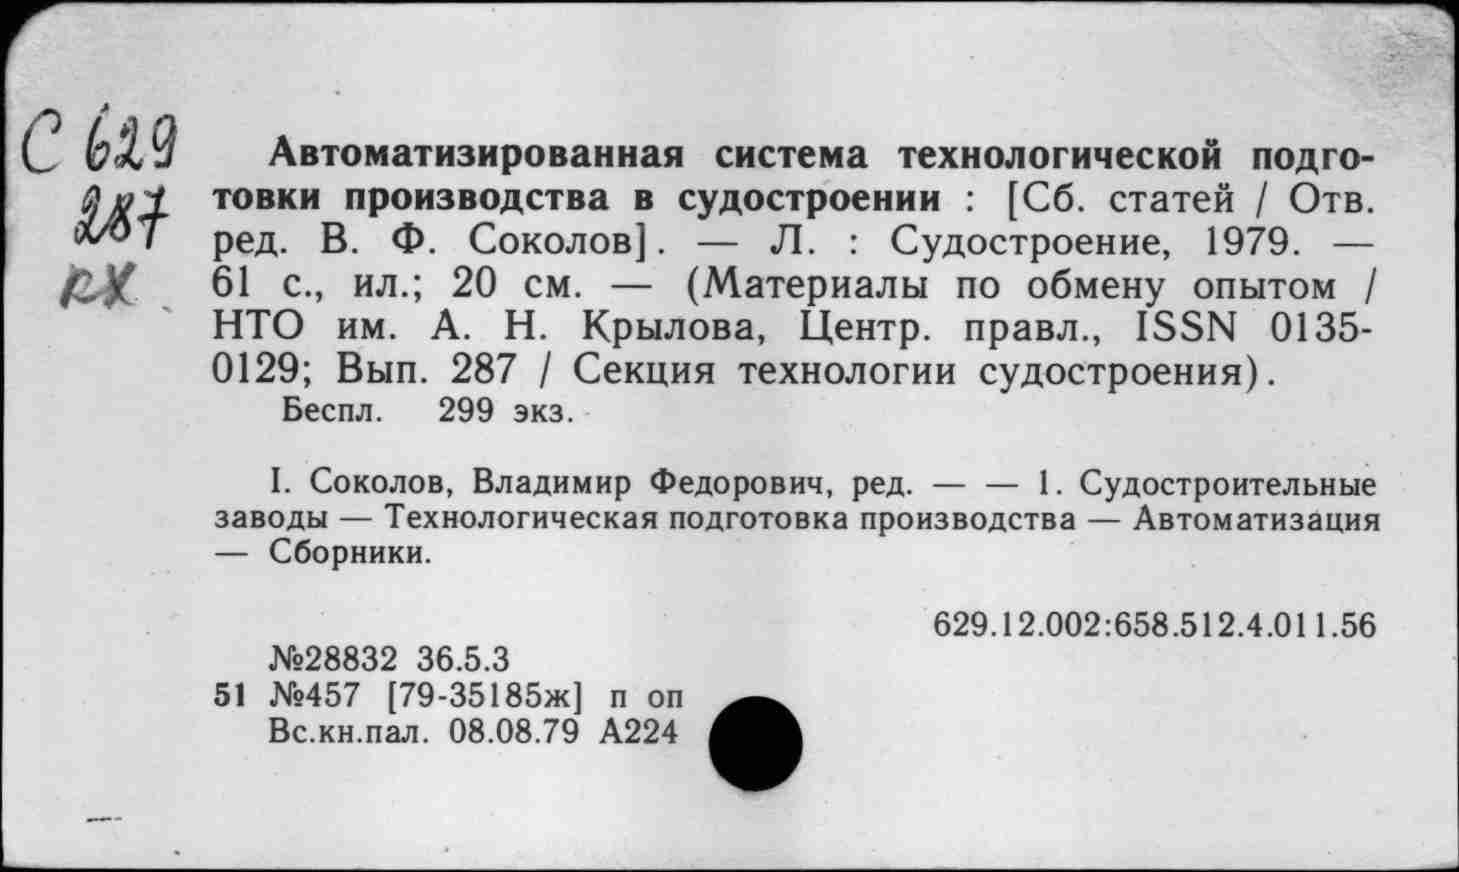 С 629
287
RX
Автоматизированная система технологической подго-
товки производства в судостроении : [Сб. статей / Отв.
ред. В. Ф. Соколов]. — Л. : Судостроение, 1979. —
61 с., ил.; 20 см. — (Материалы по обмену опытом /
НТО им. А. Н. Крылова, Центр. правл., ISSN 0135-
0129; Вып. 287 / Секция технологии судостроения).
Беспл. 299 экз.
I. Соколов, Владимир Федорович, ред. — — 1. Судостроительные
заводы — Технологическая подготовка производства — Автоматизация
— Сборники.
629.12.002:658.512.4.011.56
№28832 36.5.3
51 №457 [79-35185ж] п оп
Вс.кн.пал. 08.08.79 А224